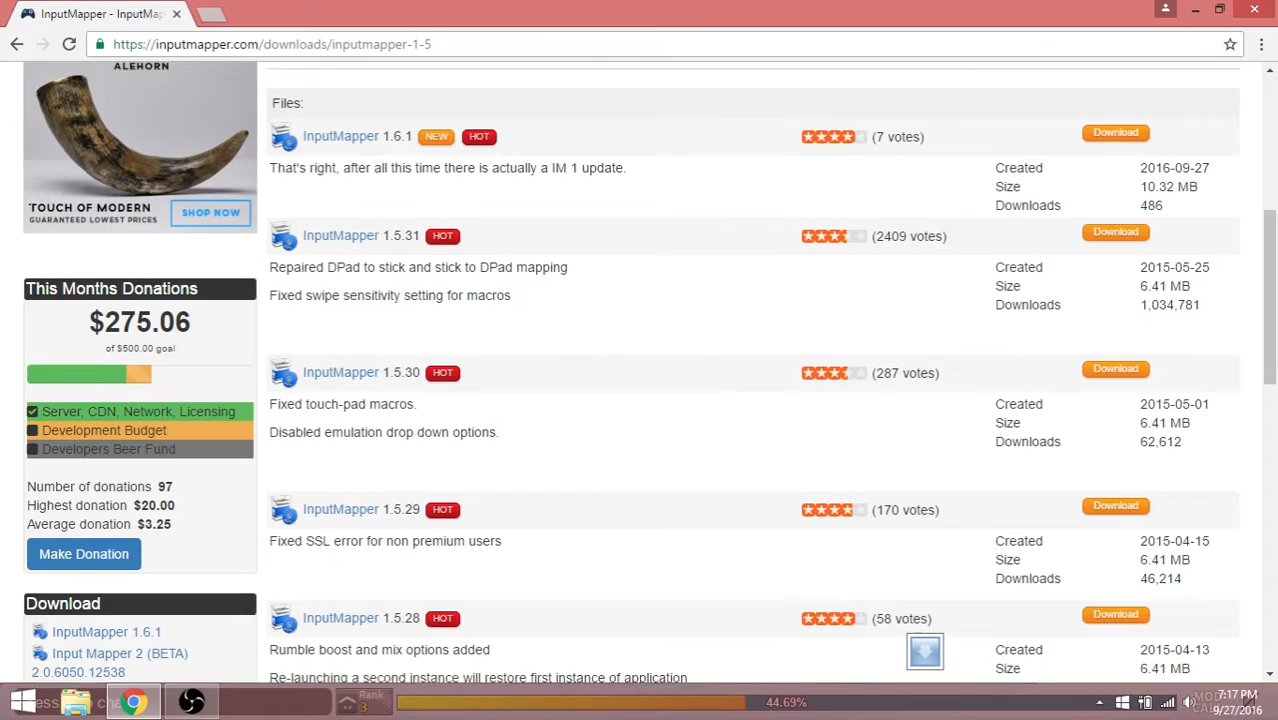 InputMapper - InputMap
https://inputmapper.com/downloads/inputmapper-1-5
ALEHORN
TOUCH OF MODERN
GUARANTEED LOWEST PRICES
SHOP NOW
This Months Donations
$275.06
of $500.00 goal
Server, CDN, Network, Licensing
Development Budget
Developers Beer Fund
Number of donations 97
Highest donation $20.00
Average donation $3.25
Make Donation
Download
InputMapper 1.6.1
Input Mapper 2 (BETA)
2.0.6050.12538
Files:
InputMapper 1.6.1 NEW HOT (7 votes) Download
That's right, after all this time there is actually a IM 1 update.
Created 2016-09-27
Size 10.32 MB
Downloads 486
InputMapper 1.5.31 HOT (2409 votes) Download
Repaired DPad to stick and stick to DPad mapping
Created 2015-05-25
Fixed swipe sensitivity setting for macros
Size 6.41 MB
Downloads 1,034,781
InputMapper 1.5.30 HOT (287 votes) Download
Fixed touch-pad macros.
Created 2015-05-01
Disabled emulation drop down options.
Size 6.41 MB
Downloads 62,612
InputMapper 1.5.29 HOT (170 votes) Download
Fixed SSL error for non premium users
Created 2015-04-15
Size 6.41 MB
Downloads 46,214
InputMapper 1.5.28 HOT (58 votes) Download
Rumble boost and mix options added
Created 2015-04-13
Re-launching a second instance will restore first instance of application
Size 6.41 MB
Rank
3
44.69%
7:17 PM
9/27/2016